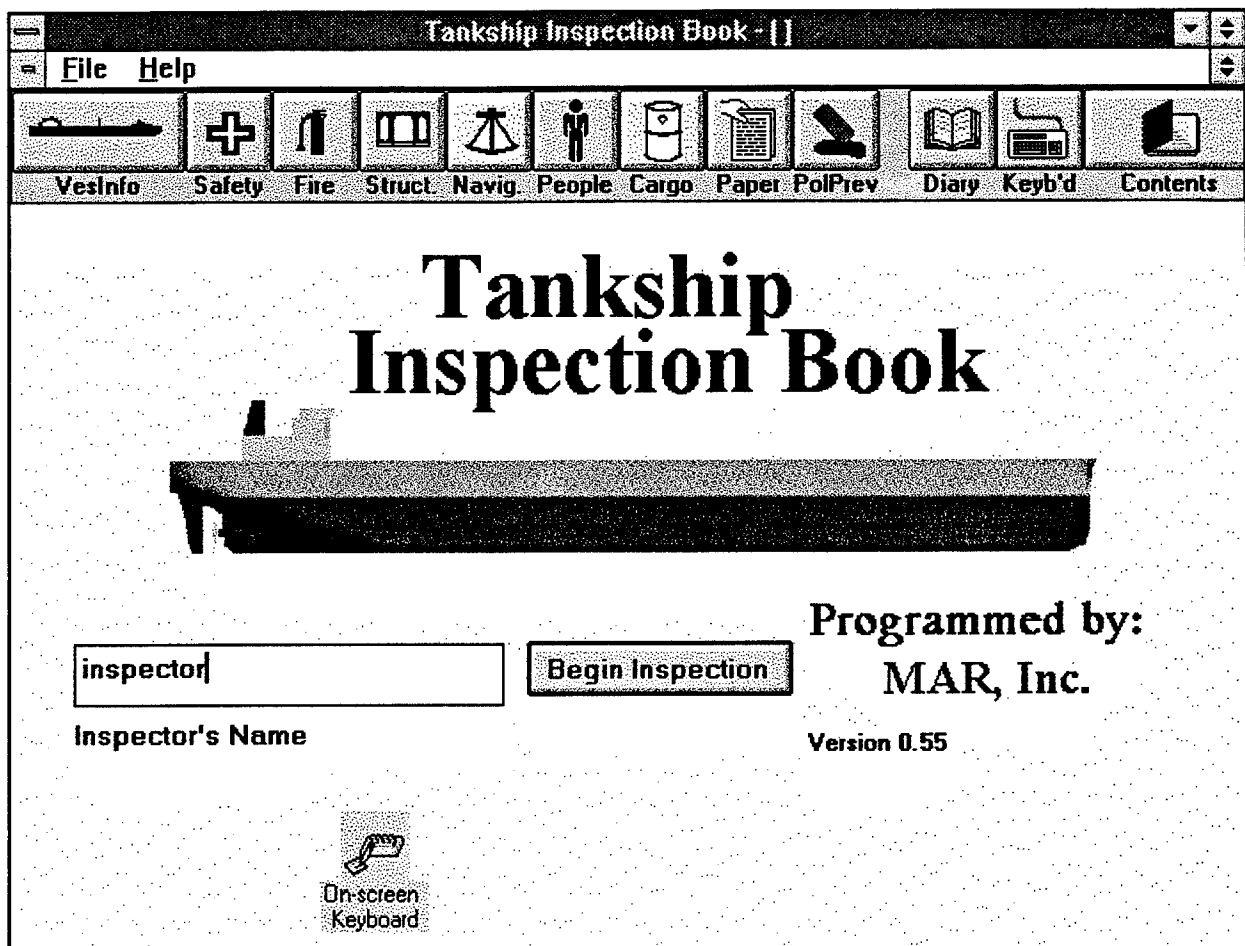 Tankship Inspection Book - [ ]
File Help
VesInfo Safety Fire Struct. Navig. People Cargo Paper PolPrev Diary Keyb'd Contents
Tankship
Inspection Book
Programmed by:
MAR, Inc.
inspector
Begin Inspection
Inspector's Name
Version 0.55
On-screen
Keyboard